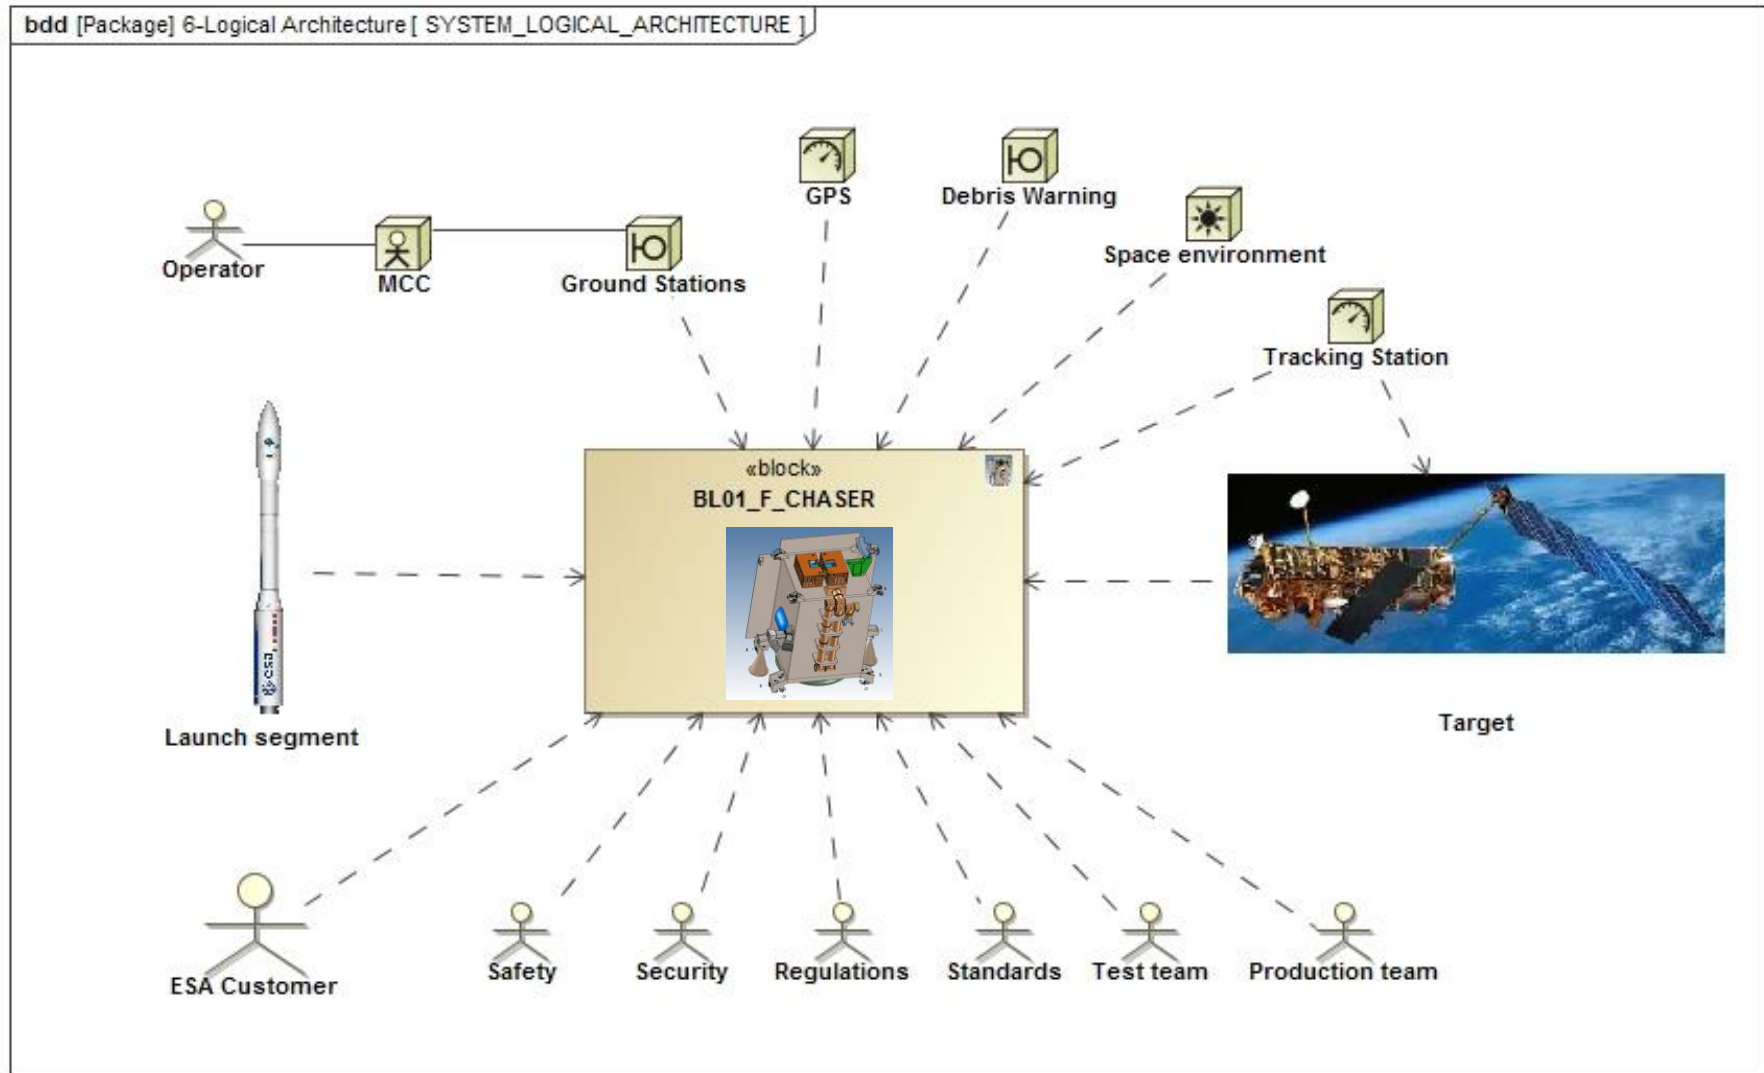 bdd [Package] 6-Logical Architecture [ SYSTEM_LOGICAL_ARCHITECTURE ]
GPS
Debris Warning
Operator
MCC
Ground Stations
Space environment
Tracking Station
«block»
BL01_F_CHASER
esa
Launch segment
Target
ESA Customer
Safety
Security
Regulations
Standards
Test team
Production team